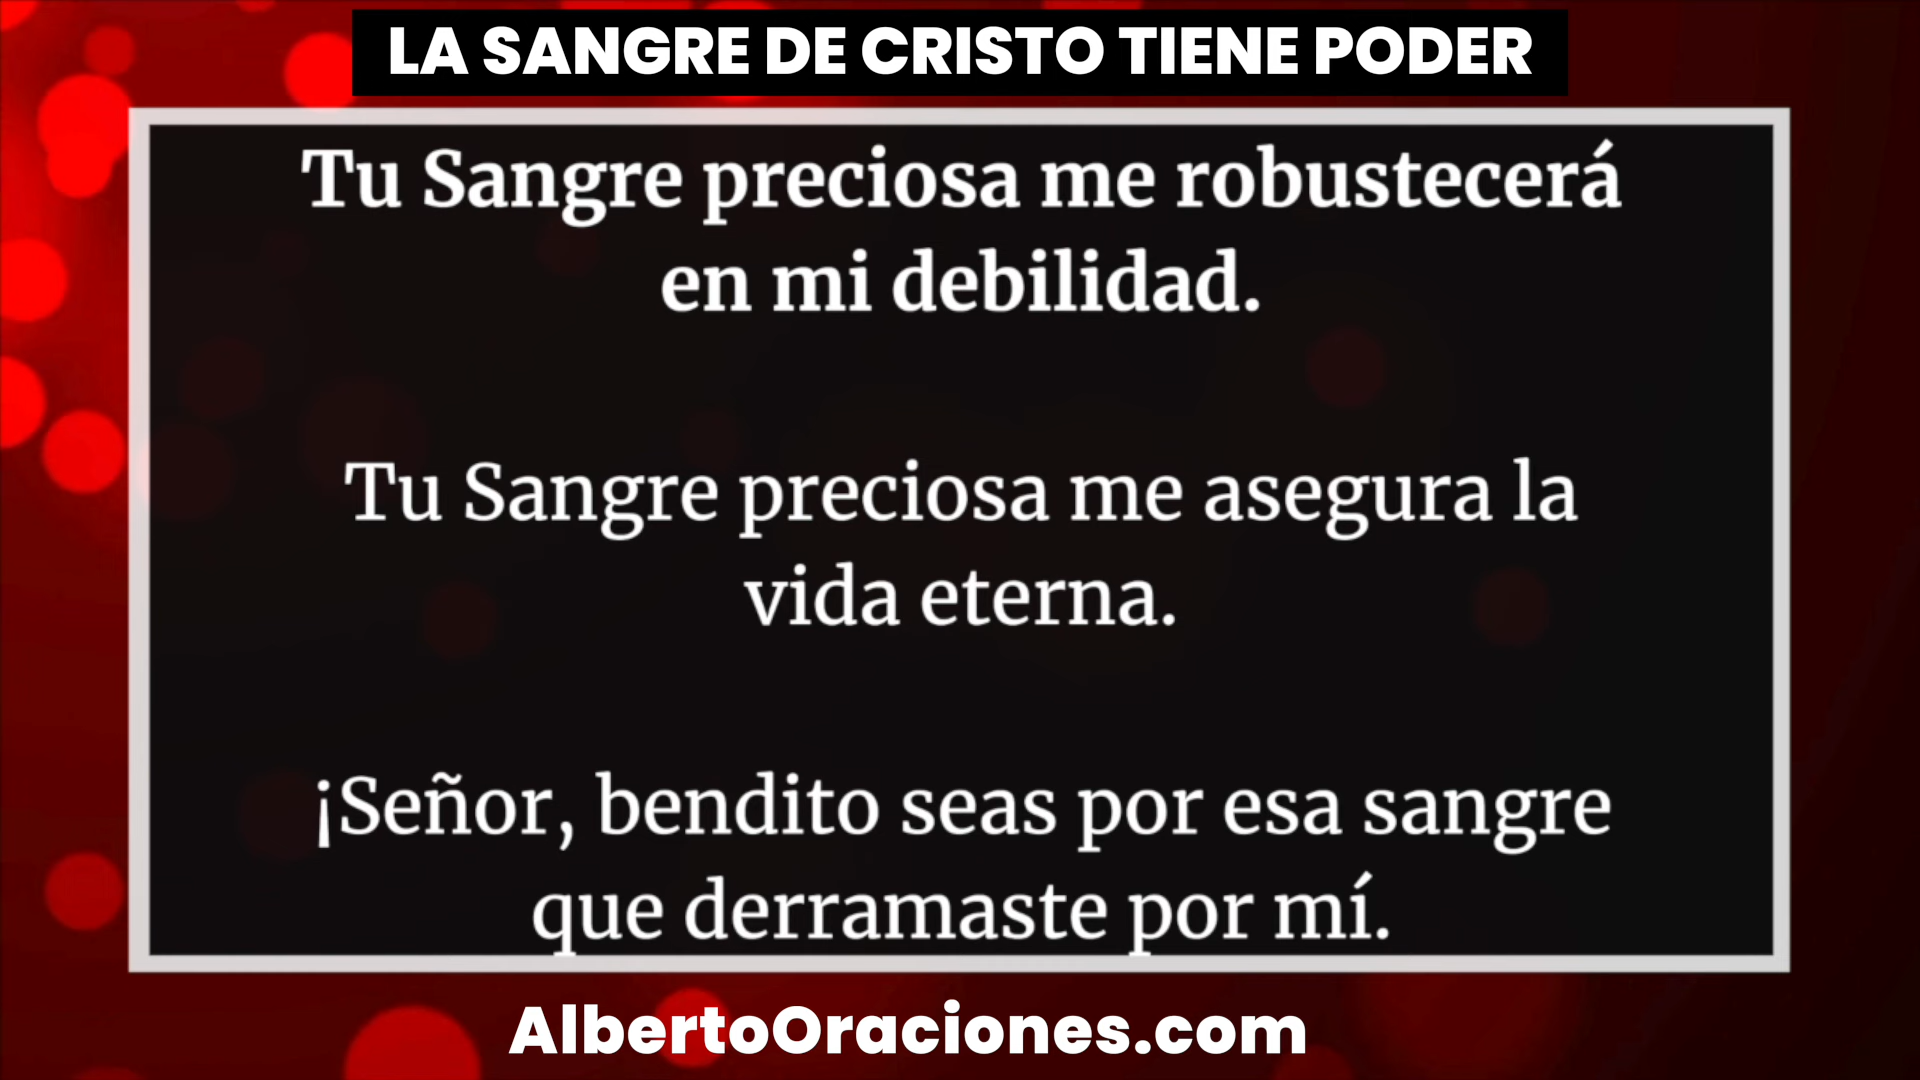 LA SANGRE DE CRISTO TIENE PODER
Tu Sangre preciosa me robustecerá
en mi debilidad.
Tu Sangre preciosa me asegura la
vida eterna.
¡Señor, bendito seas por esa sangre
que derramaste por mí.
AlbertoOraciones.com